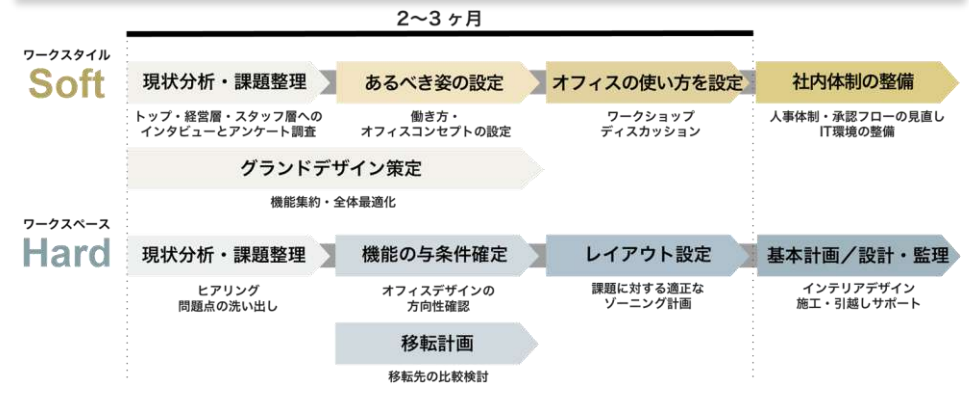 2〜3ヶ月
ワークスタイル
Soft
現状分析・課題整理
トップ・経営層・スタッフ層への
インタビューとアンケート調査
あるべき姿の設定
働き方・
オフィスコンセプトの設定
オフィスの使い方を設定
ワークショップ
ディスカッション
社内体制の整備
人事体制・承認フローの見直し
IT環境の整備
グランドデザイン策定
機能集約・全体最適化
ワークスペース
Hard
現状分析・課題整理
ヒアリング
問題点の洗い出し
機能の与条件確定
オフィスデザインの
方向性確認
レイアウト設定
課題に対する適正な
ゾーニング計画
基本計画／設計・監理
インテリアデザイン
施工・引越しサポート
移転計画
移転先の比較検討